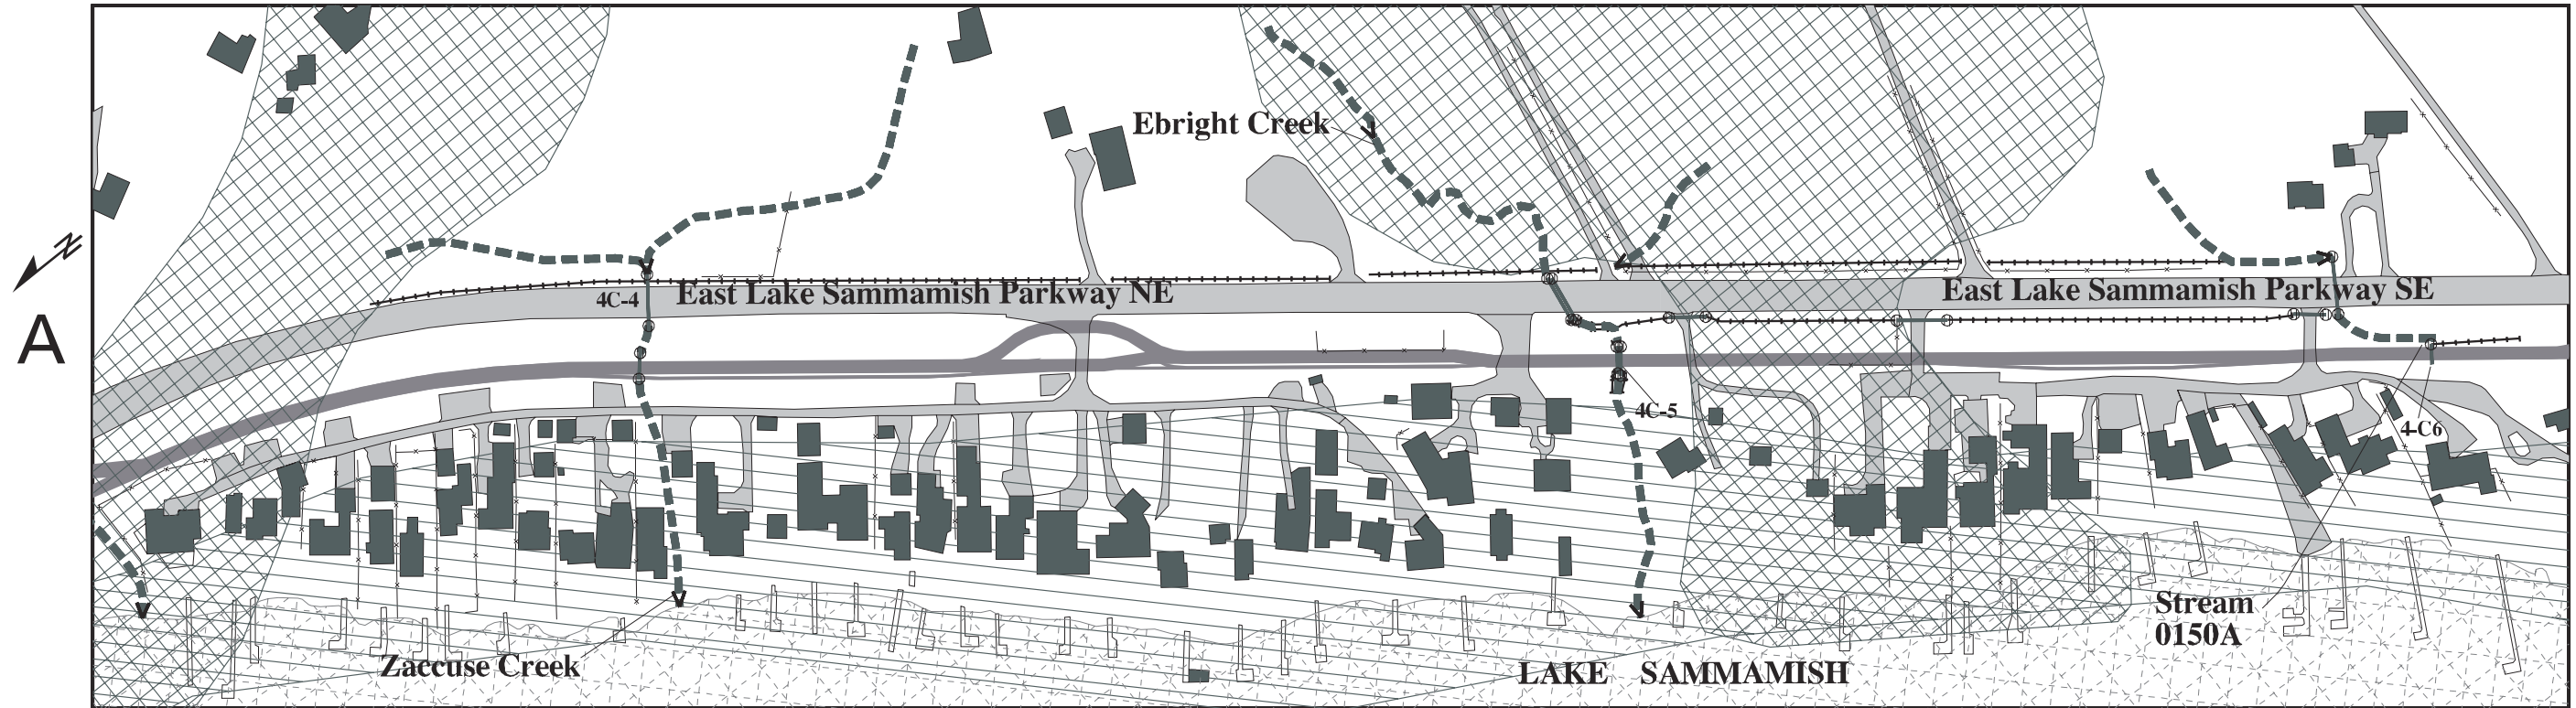 N
Ebright Creek
4C-4
East Lake Sammamish Parkway NE
East Lake Sammamish Parkway SE
A
4C-5
4-C6
Stream
0150A
Zaccuse Creek
LAKE SAMMAMISH